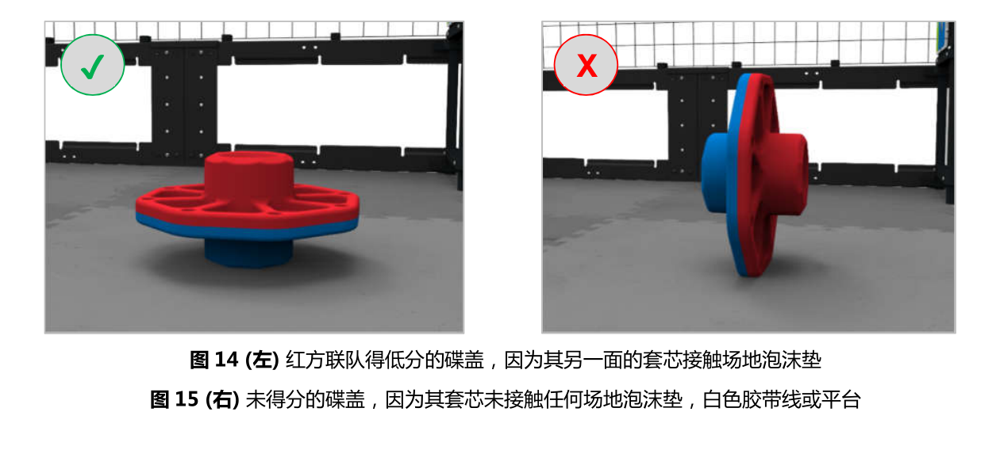 ✓
X
图 14 (左) 红方联队得低分的碟盖，因为其另一面的套芯接触场地泡沫垫
图 15 (右) 未得分的碟盖，因为其套芯未接触任何场地泡沫垫，白色胶带线或平台